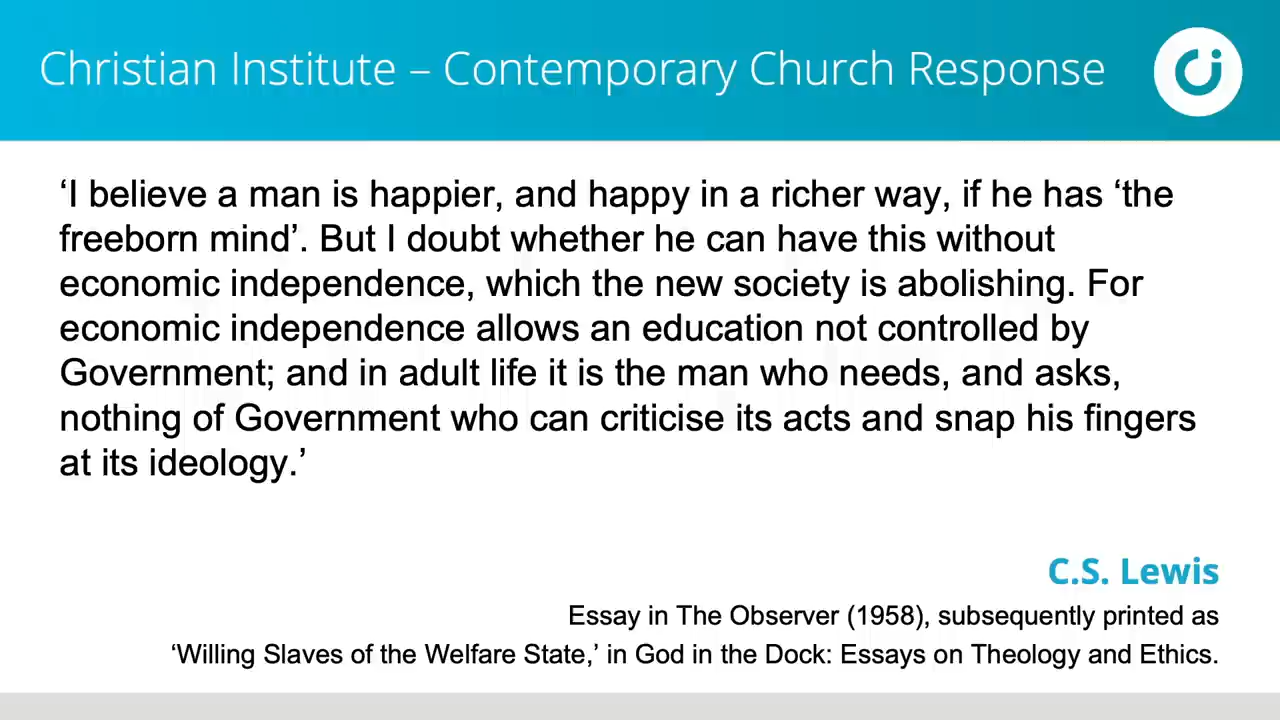 Christian Institute – Contemporary Church Response
‘I believe a man is happier, and happy in a richer way, if he has ‘the
freeborn mind’. But I doubt whether he can have this without
economic independence, which the new society is abolishing. For
economic independence allows an education not controlled by
Government; and in adult life it is the man who needs, and asks,
nothing of Government who can criticise its acts and snap his fingers
at its ideology.’
C.S. Lewis
Essay in The Observer (1958), subsequently printed as
‘Willing Slaves of the Welfare State,’ in God in the Dock: Essays on Theology and Ethics.